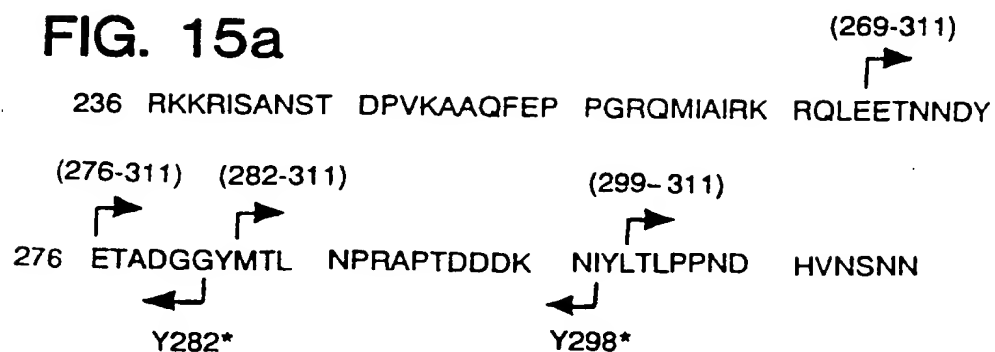 FIG. 15a
(269-311)
236 RKKRISANST DPVKAAQFEP PGRQMIAIRK RQLEETNNDY
(276-311) (282-311) (299-311)
276 ETADGGYMTL NPRAPTDDDK NIYLTLPPND HVNSNN
Y282* Y298*